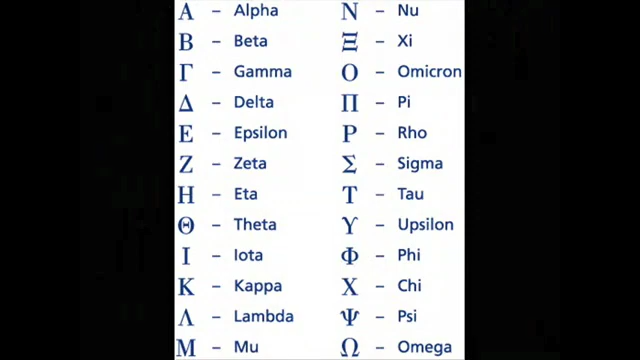 Α – Alpha
Β – Beta
Γ – Gamma
Δ – Delta
Ε – Epsilon
Ζ – Zeta
Η – Eta
Θ – Theta
Ι – Iota
Κ – Kappa
Λ – Lambda
Μ – Mu
Ν – Nu
Ξ – Xi
Ο – Omicron
Π – Pi
Ρ – Rho
Σ – Sigma
Τ – Tau
Υ – Upsilon
Φ – Phi
Χ – Chi
Ψ – Psi
Ω – Omega